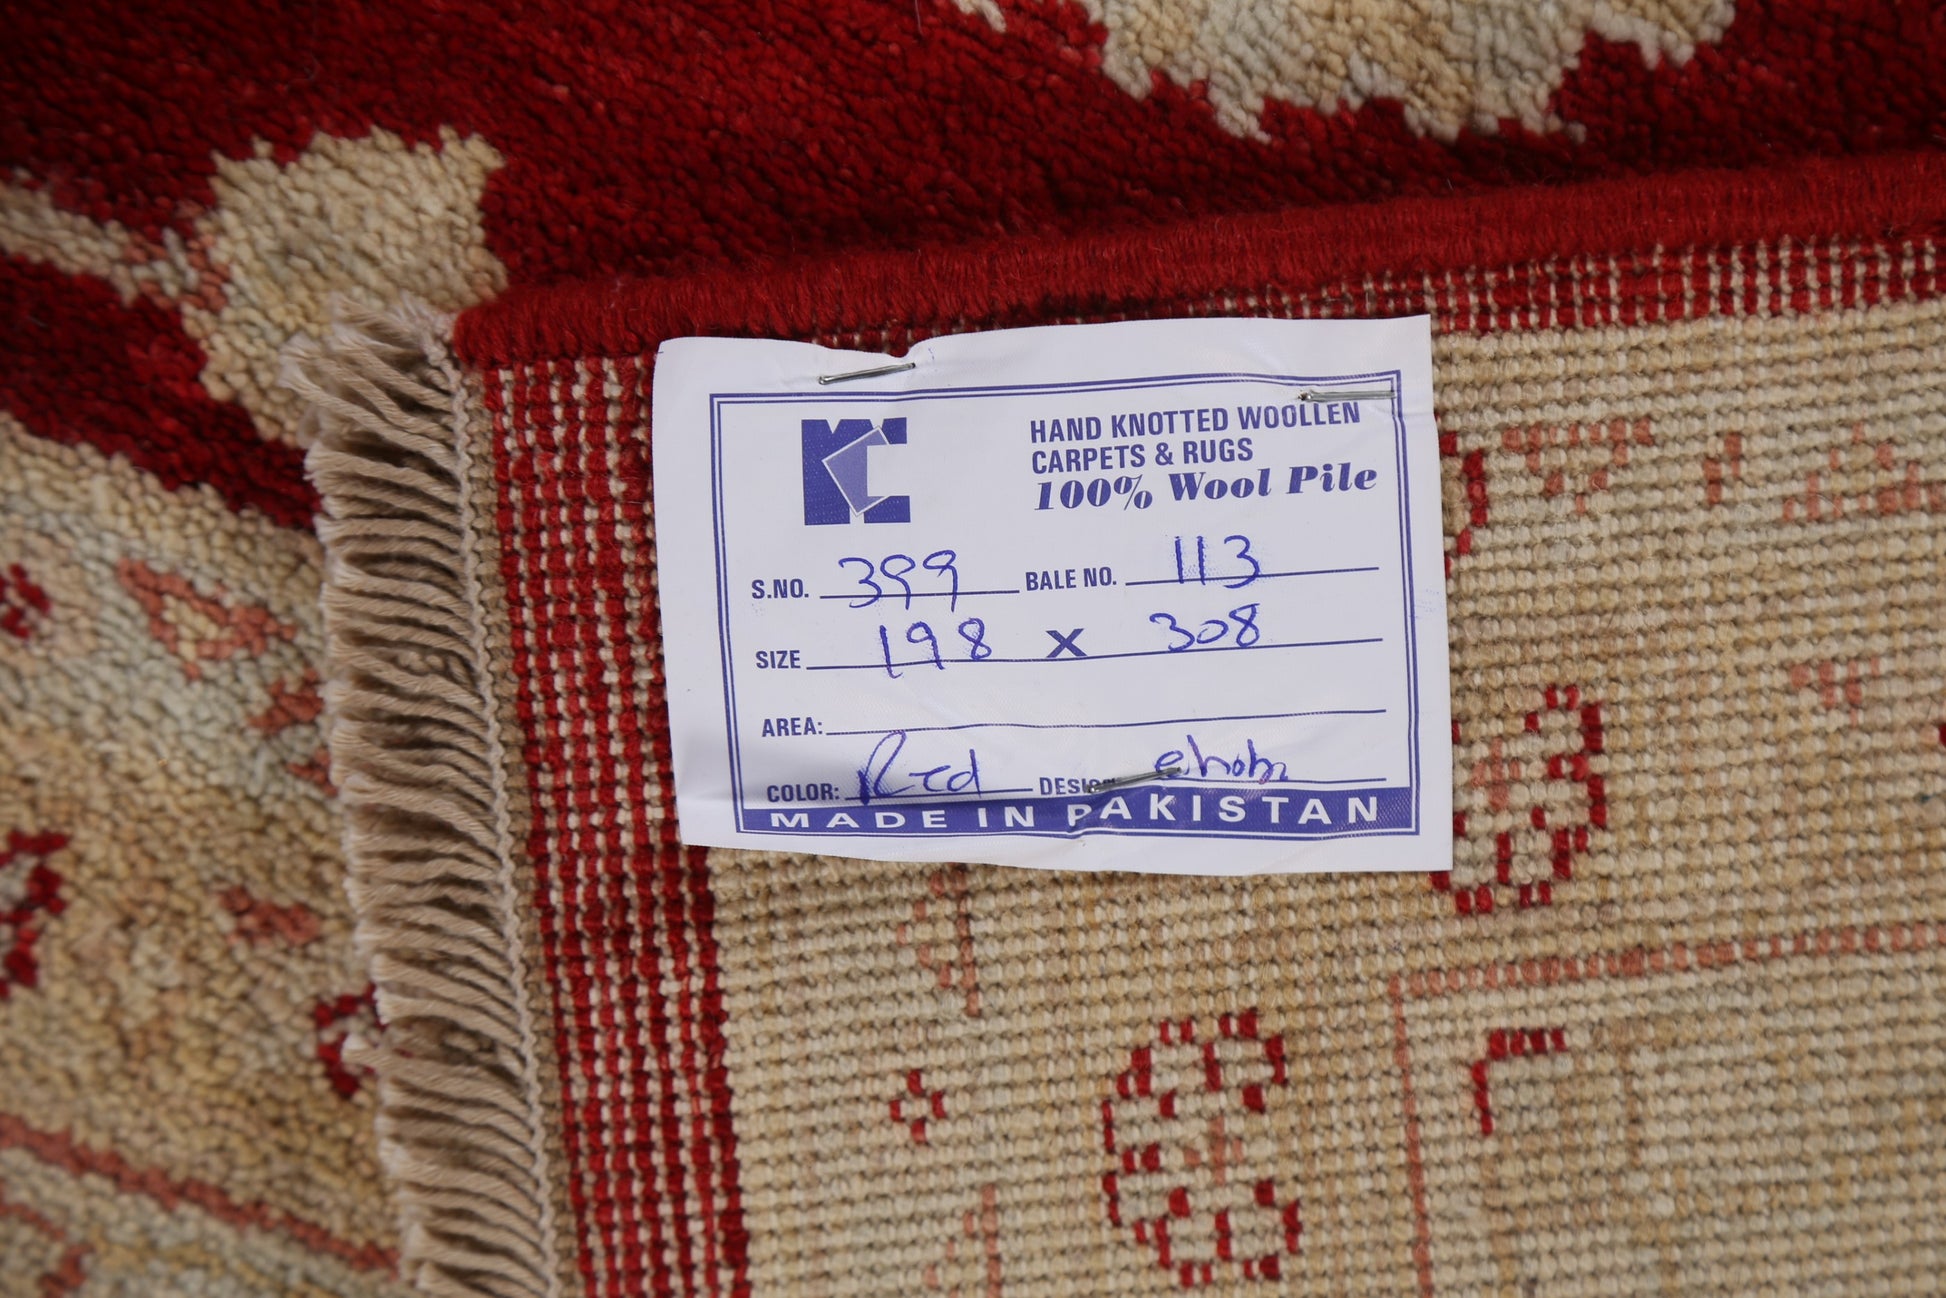 HAND KNOTTED WOOLLEN
CARPETS & RUGS
100% Wool Pile
S.NO. 399 BALE NO. 113
SIZE 198 X 308
AREA:
COLOR: Red DESIGN
MADE IN PAKISTAN